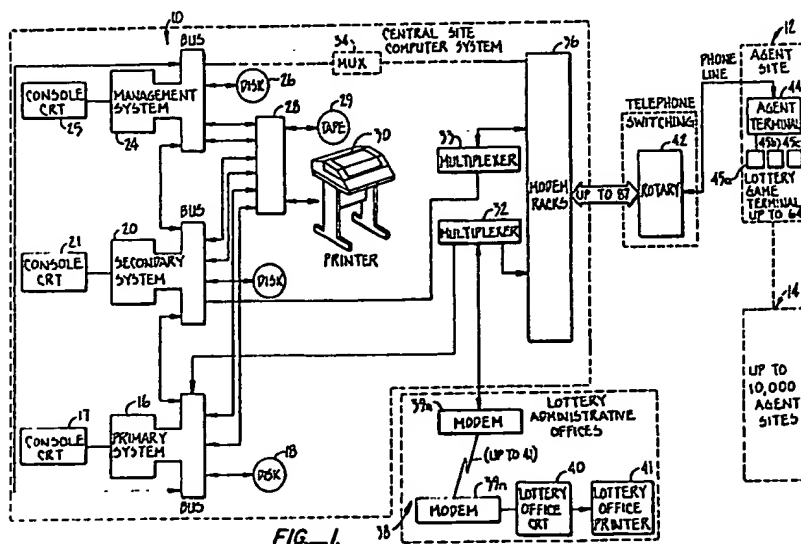 10
CENTRAL SITE
COMPUTER SYSTEM
BUS
34
MUX
36
CONSOLE
CRT
25
MANAGEMENT
SYSTEM
24
DISK
26
28
29
TAPE
30
PRINTER
33
MULTIPLEXER
32
MULTIPLEXER
MODEM
RACKS
UP TO 87
TELEPHONE
SWITCHING
42
ROTARY
PHONE
LINE
12
AGENT
SITE
44
AGENT
TERMINAL
45a
45b
45c
LOTTERY
GAME
TERMINAL
UP TO 64
BUS
21
CONSOLE
CRT
20
SECONDARY
SYSTEM
DISK
14
UP TO
10,000
AGENT
SITES
17
CONSOLE
CRT
16
PRIMARY
SYSTEM
DISK
18
BUS
39a
MODEM
LOTTERY
ADMINISTRATIVE
OFFICES
(UP TO 41)
39n
MODEM
40
LOTTERY
OFFICE
CRT
41
LOTTERY
OFFICE
PRINTER
38
FIG_1.